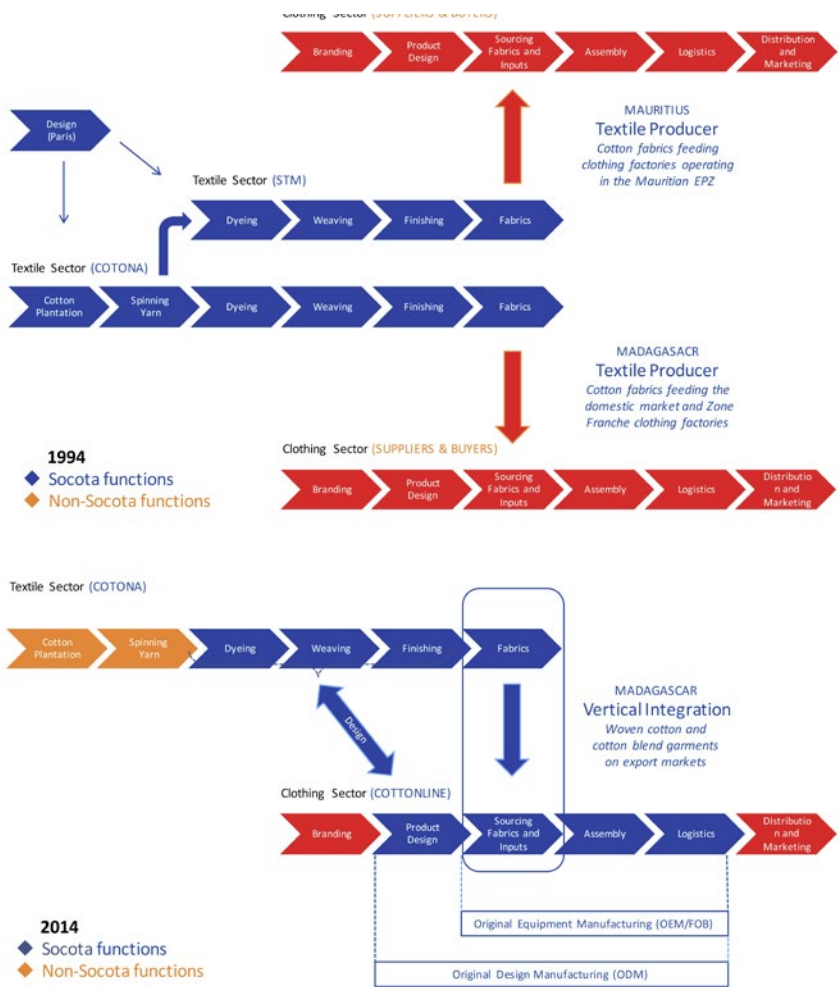 Clothing Sector (SUPPLIERS & BUYERS)
Branding
Product
Design
Sourcing
Fabrics and
Inputs
Assembly
Logistics
Distribution
and
Marketing
MAURITIUS
Textile Producer
Cotton fabrics feeding
clothing factories operating
in the Mauritian EPZ
Design
(Paris)
Textile Sector (STM)
Dyeing
Weaving
Finishing
Fabrics
Textile Sector (COTONA)
Cotton
Plantation
Spinning
Yarn
Dyeing
Weaving
Finishing
Fabrics
MADAGASACR
Textile Producer
Cotton fabrics feeding the
domestic market and Zone
Franche clothing factories
Clothing Sector (SUPPLIERS & BUYERS)
Branding
Product
Design
Sourcing
Fabrics and
Inputs
Assembly
Logistics
Distributio
n and
Marketing
1994
Socota functions
Non-Socota functions
Textile Sector (COTONA)
Cotton
Plantation
Spinning
Yarn
Dyeing
Weaving
Finishing
Fabrics
Design
MADAGASCAR
Vertical Integration
Woven cotton and
cotton blend garments
on export markets
Clothing Sector (COTTONLINE)
Branding
Product
Design
Sourcing
Fabrics and
Inputs
Assembly
Logistics
Distributio
n and
Marketing
Original Equipment Manufacturing (OEM/FOB)
Original Design Manufacturing (ODM)
2014
Socota functions
Non-Socota functions